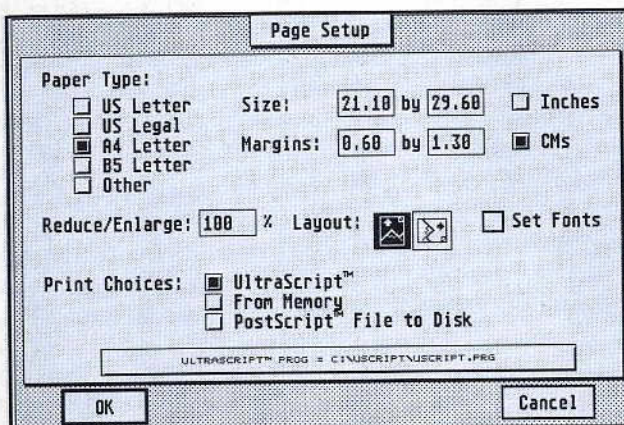 Page Setup
Paper Type:
US Letter
US Legal
A4 Letter
B5 Letter
Other
Size: 21.10 by 29.60
Margins: 0.60 by 1.30
Inches
CMs
Reduce/Enlarge: 100 % Layout: Set Fonts
Print Choices: UltraScript™
From Memory
PostScript™ File to Disk
ULTRASCRIPT™ PROG = C:\USCRIPT\USCRIPT.PRG
OK Cancel